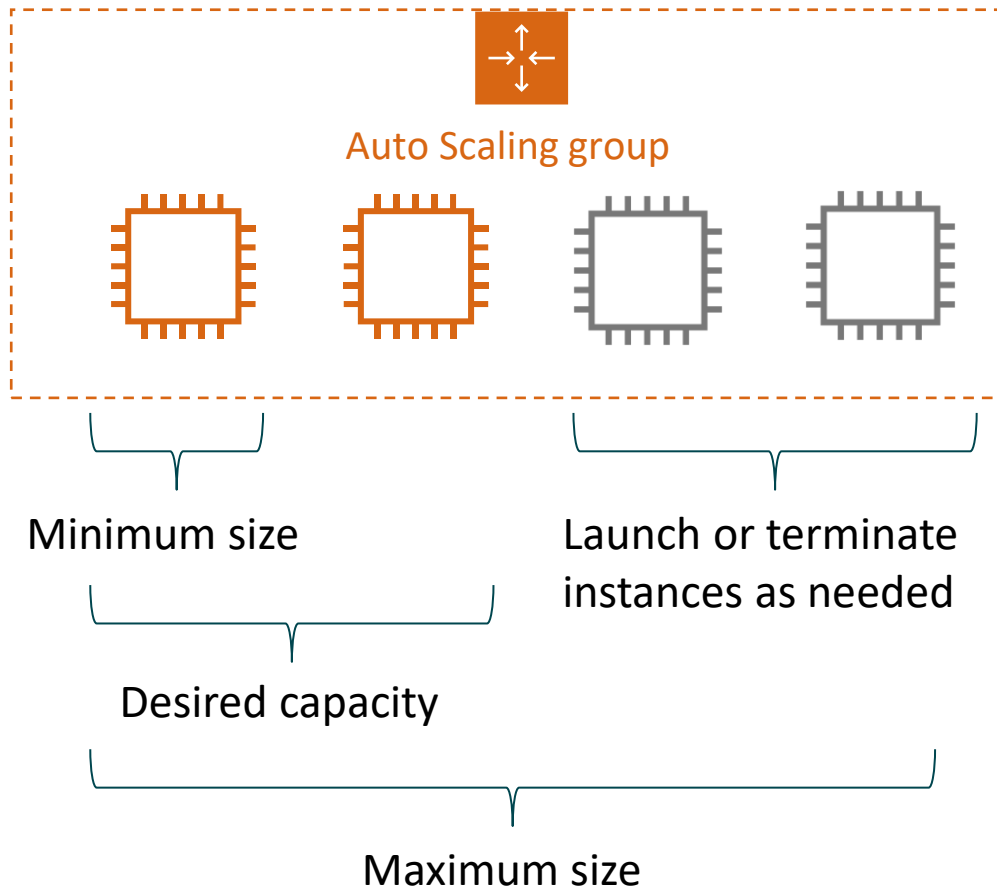 Auto Scaling group
Minimum size
Launch or terminate
instances as needed
Desired capacity
Maximum size